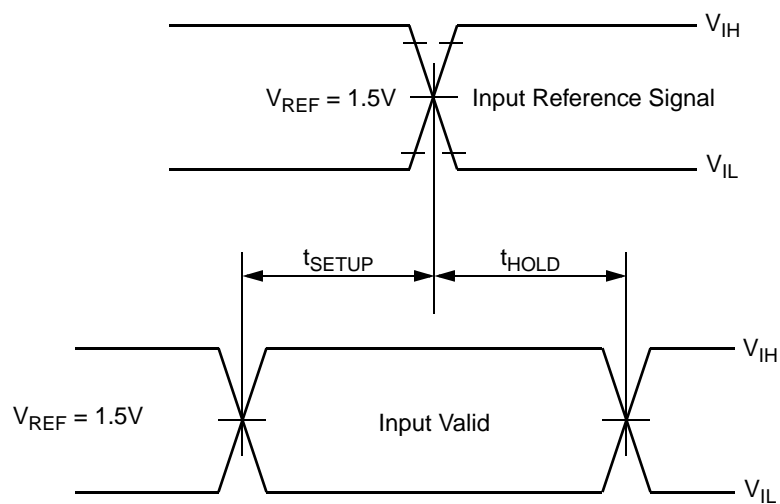 V_IH
V_REF = 1.5V Input Reference Signal
V_IL
t_SETUP t_HOLD
V_IH
V_REF = 1.5V Input Valid
V_IL